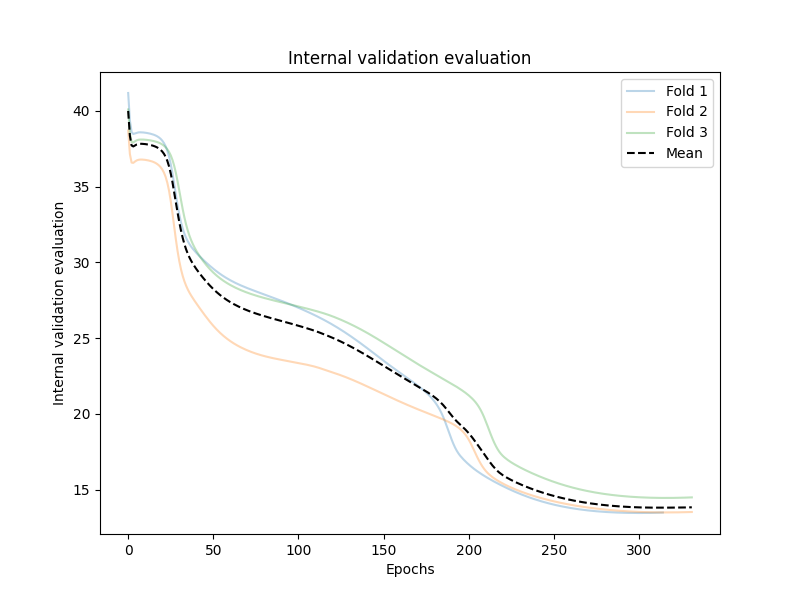 Internal validation evaluation
Fold 1
Fold 2
Fold 3
Mean
Internal validation evaluation
40
35
30
25
20
15
0 50 100 150 200 250 300
Epochs